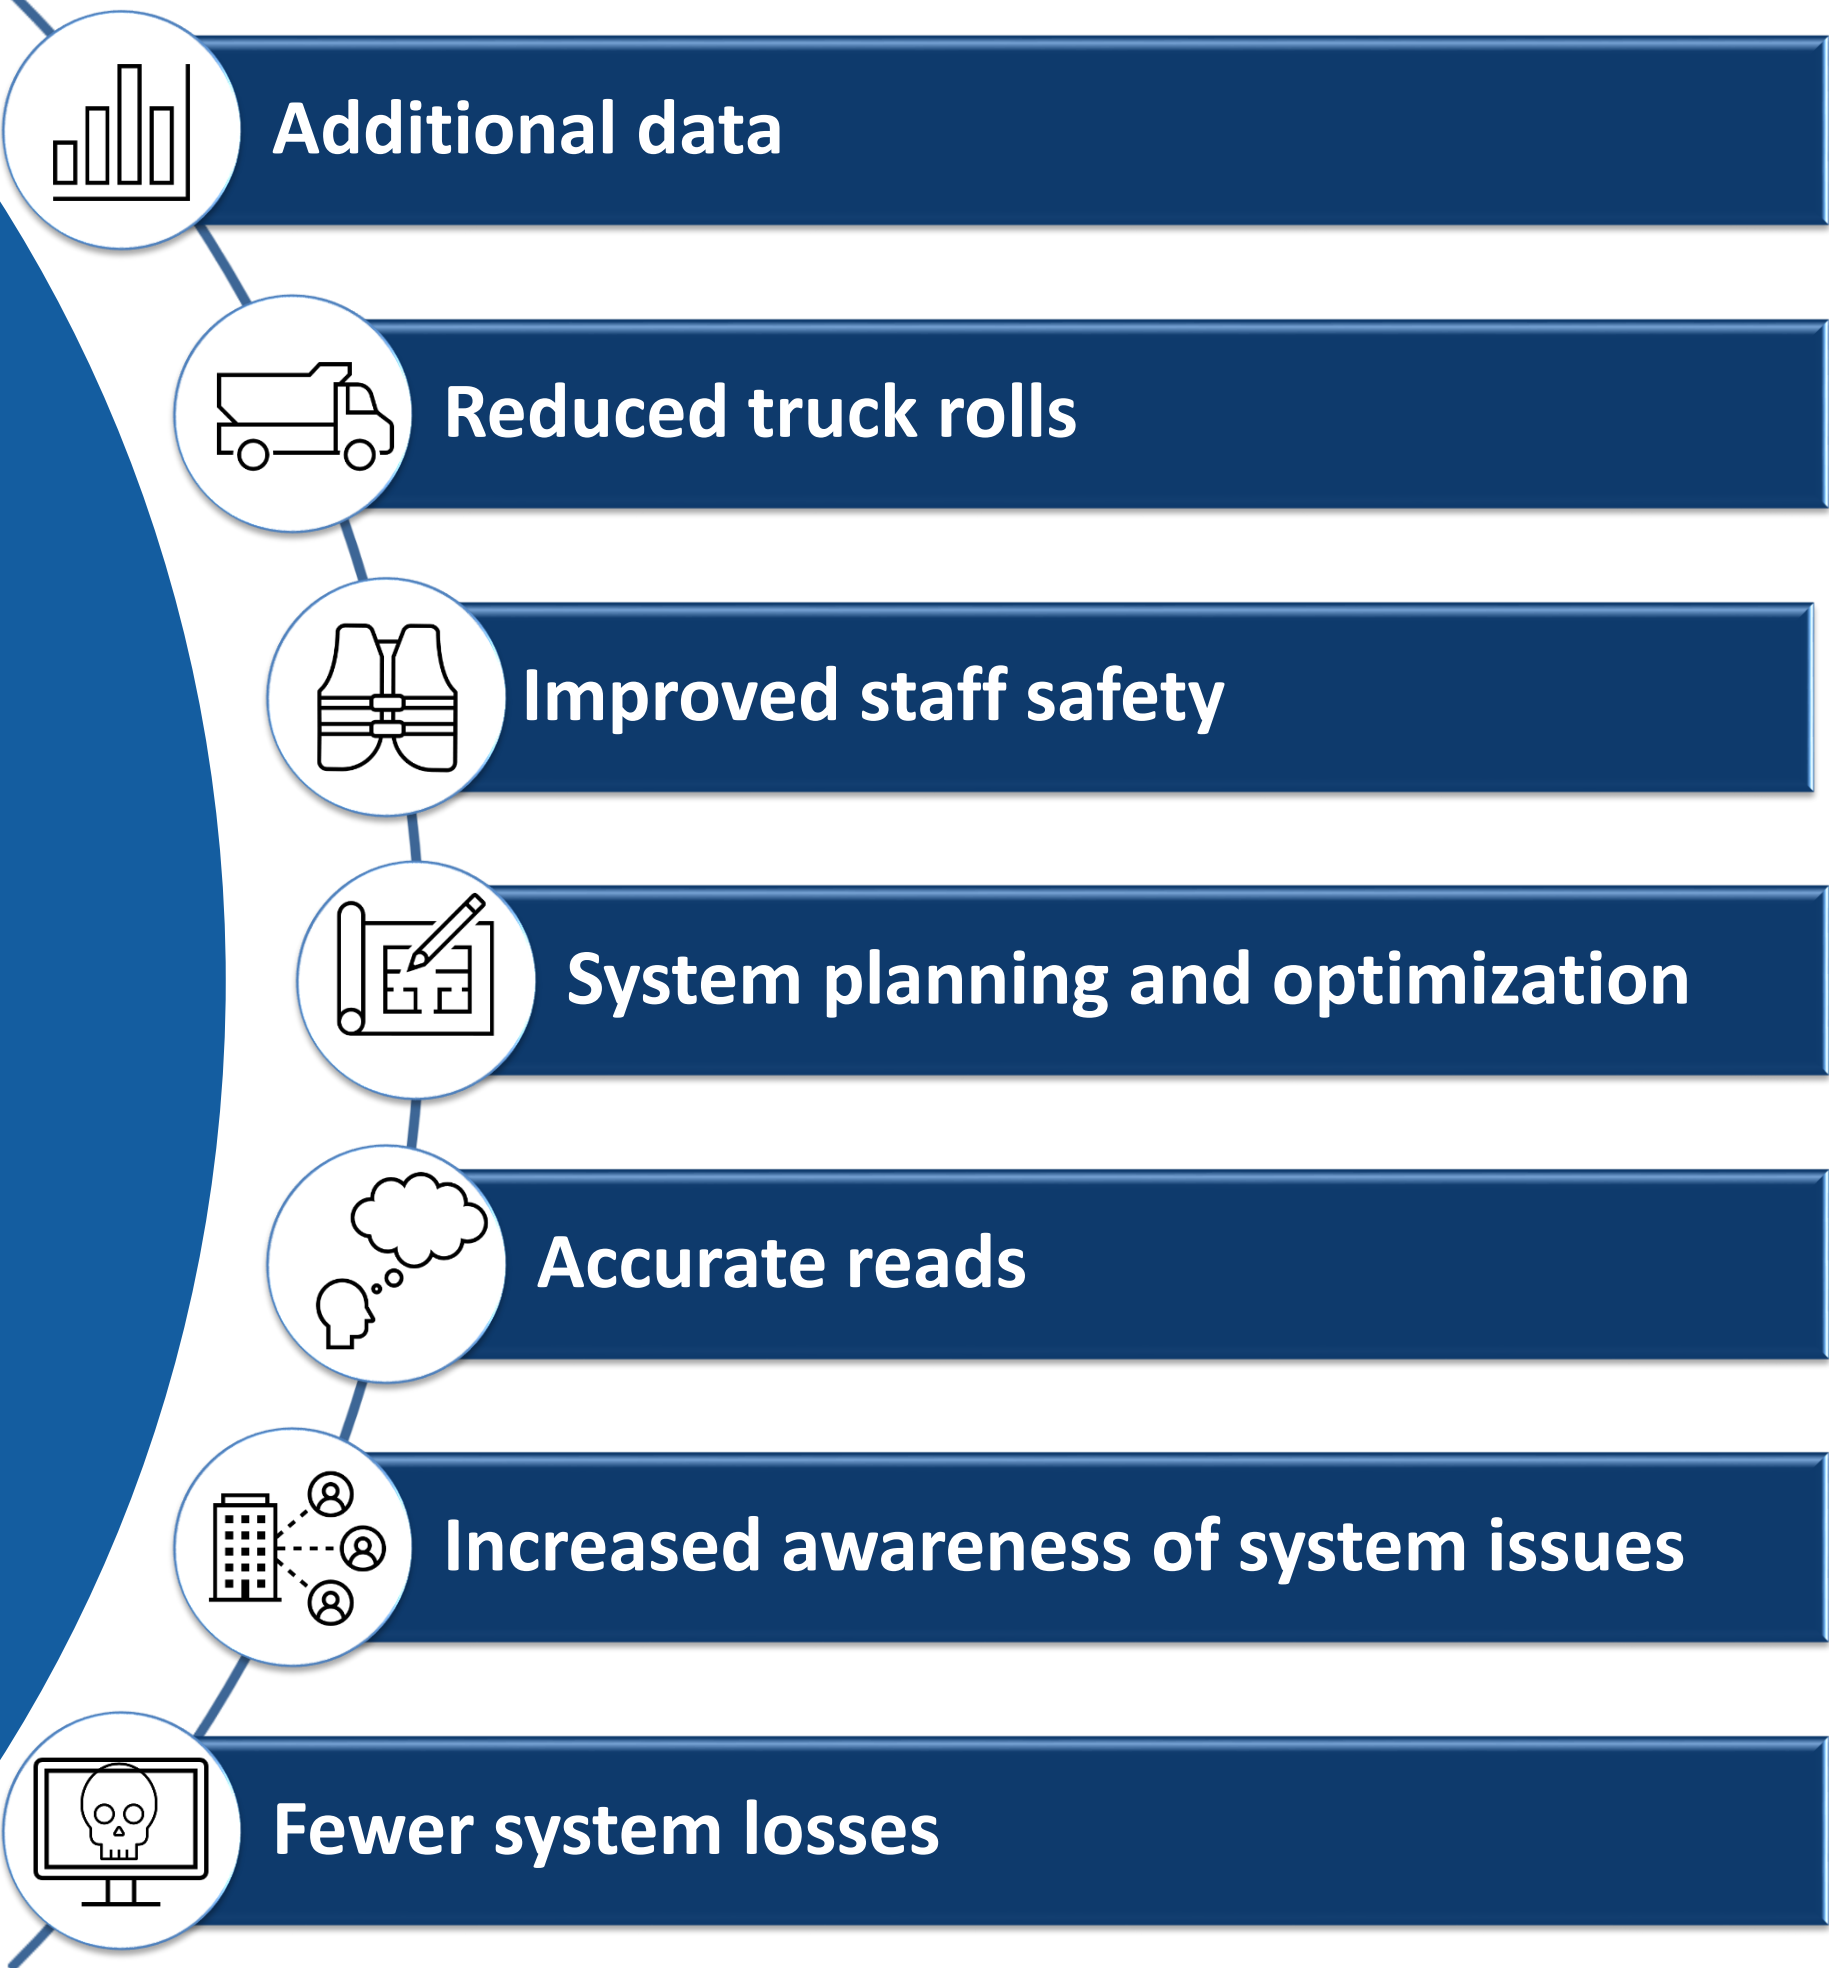 Additional data
Reduced truck rolls
Improved staff safety
System planning and optimization
Accurate reads
Increased awareness of system issues
Fewer system losses